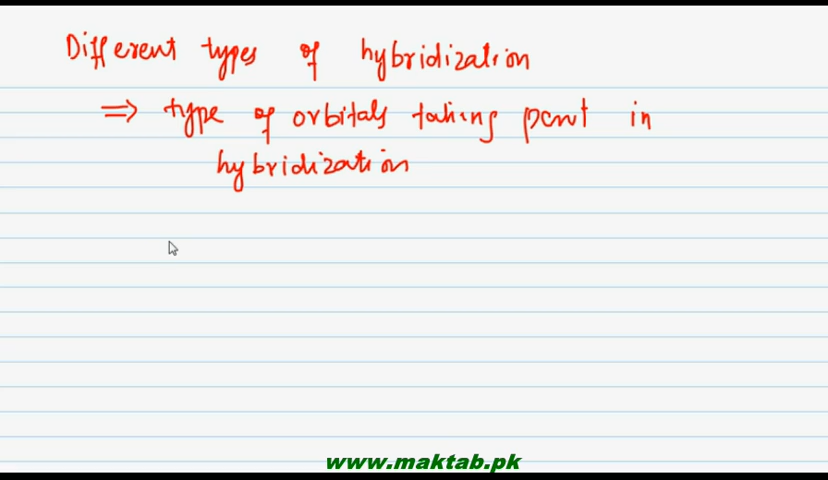 Different types of hybridization
⇒ type of orbitals taking part in
hybridization
www.maktab.pk